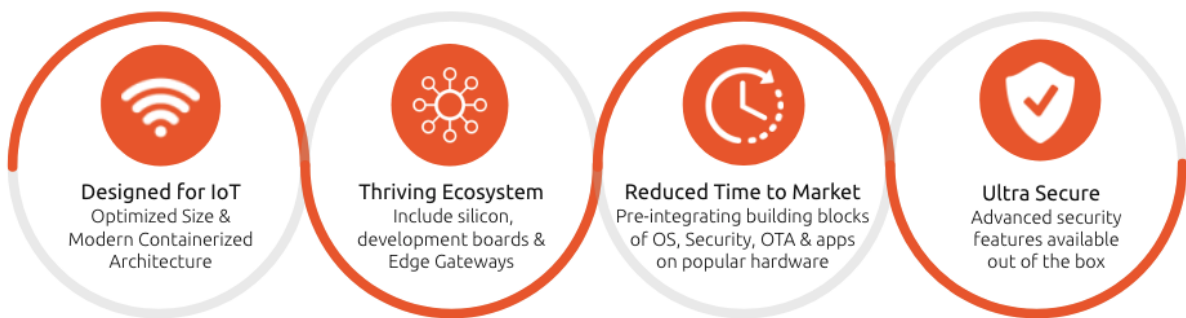 Designed for IoT
Optimized Size &
Modern Containerized
Architecture
Thriving Ecosystem
Include silicon,
development boards &
Edge Gateways
Reduced Time to Market
Pre-integrating building blocks
of OS, Security, OTA & apps
on popular hardware
Ultra Secure
Advanced security
features available
out of the box